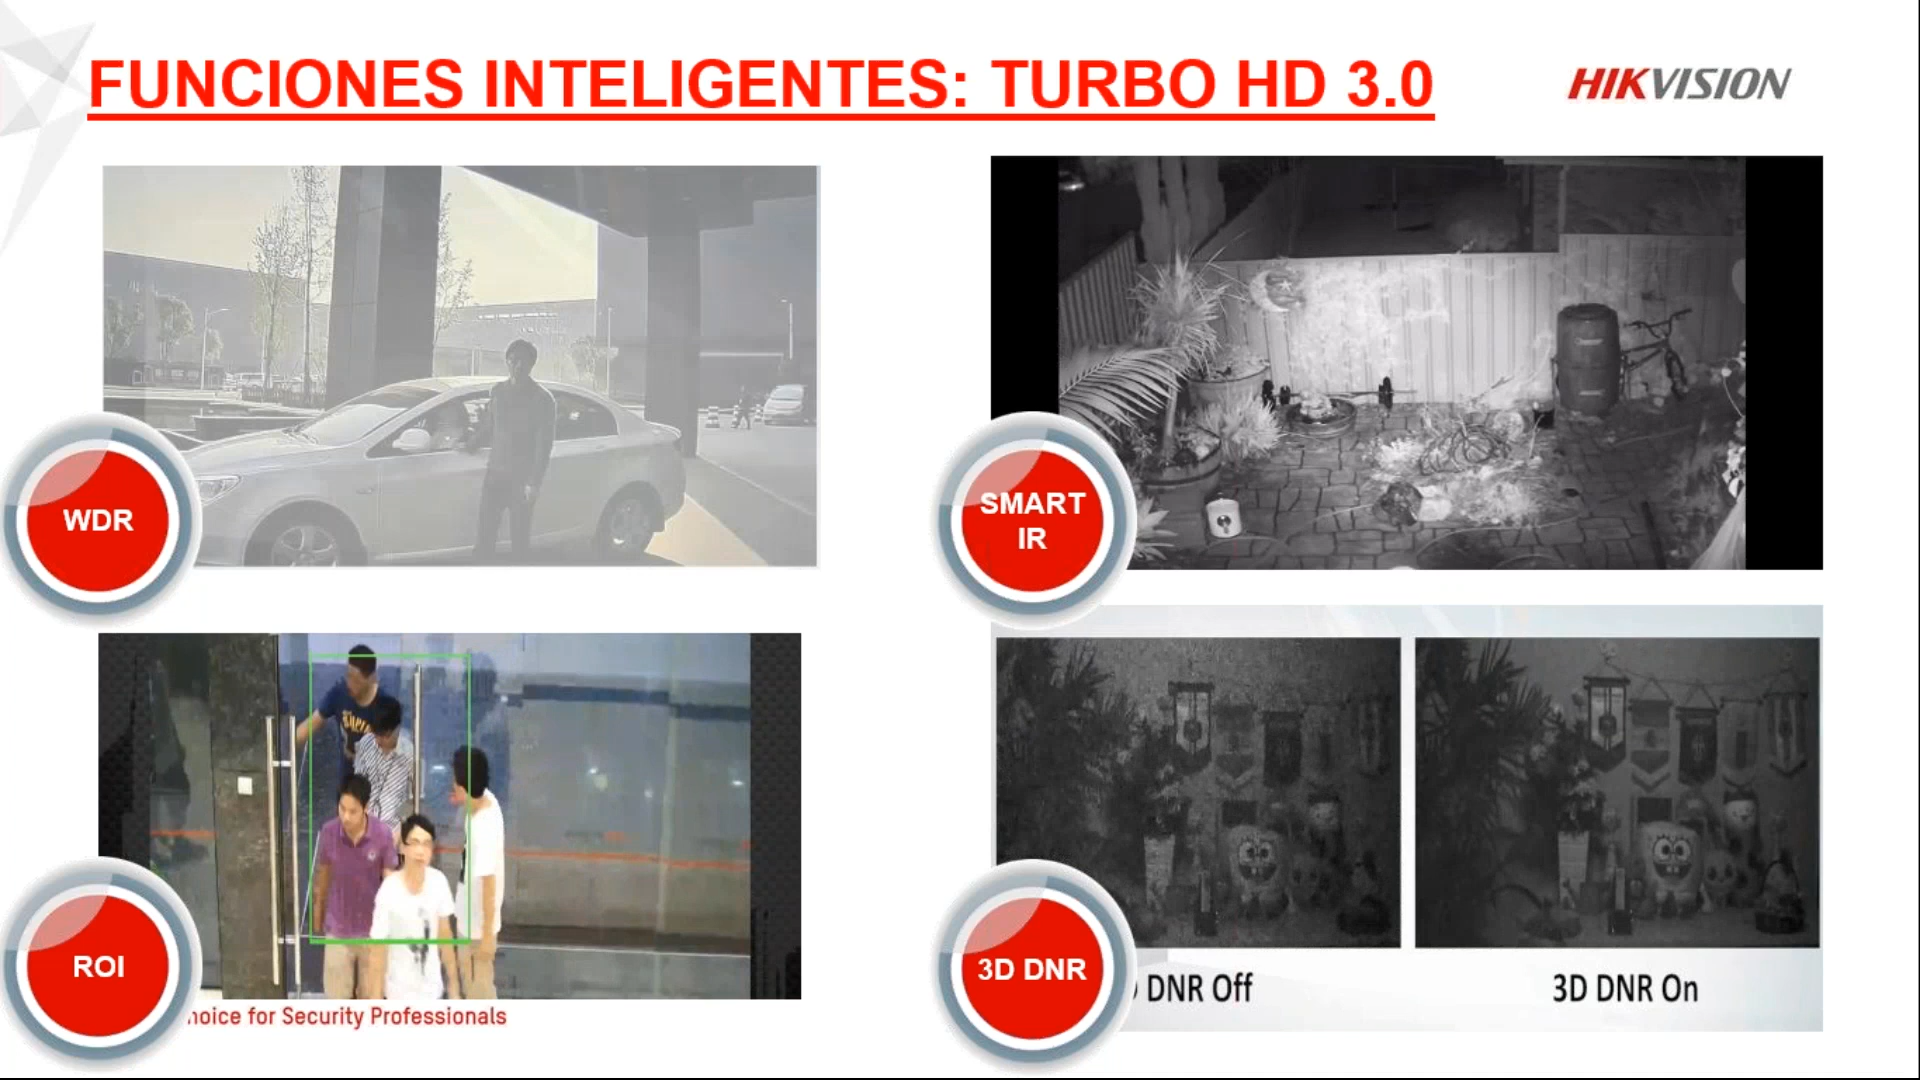 FUNCIONES INTELIGENTES: TURBO HD 3.0
HIKVISION
WDR
SMART
IR
ROI
for Security Professionals
3D DNR
DNR Off
3D DNR On